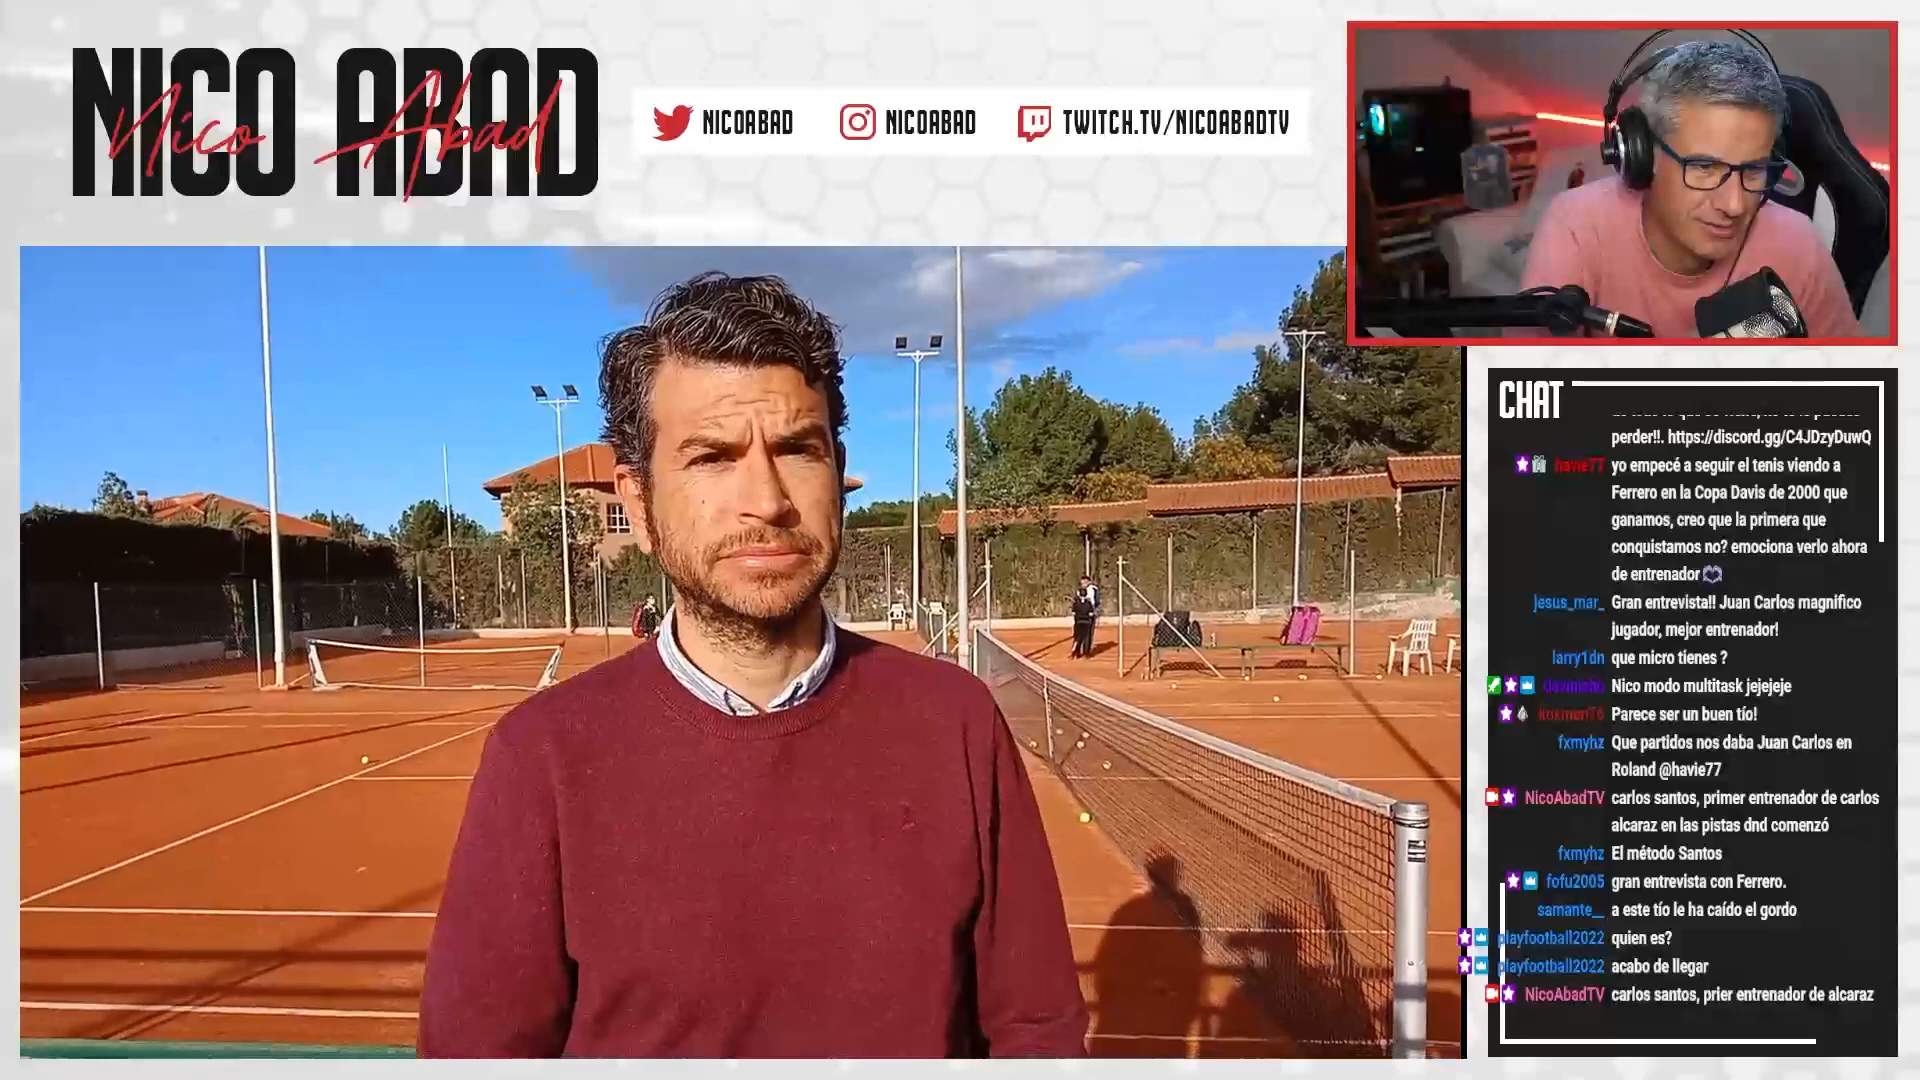 NICO ABAD
Nico Abad
NICOABAD
NICOABAD
TWITCH.TV/NICOABADTV
CHAT
perder!!. https://discord.gg/C4JDzyDuwQ
havie77 yo empecé a seguir el tenis viendo a
Ferrero en la Copa Davis de 2000 que
ganamos, creo que la primera que
conquistamos no? emociona verlo ahora
de entrenador
jesus_mar_ Gran entrevista!! Juan Carlos magnifico
jugador, mejor entrenador!
larry1dn que micro tienes ?
Nico modo multitask jejejeje
koxmen76 Parece ser un buen tío!
fxmyhz Que partidos nos daba Juan Carlos en
Roland @havie77
NicoAbadTV carlos santos, primer entrenador de carlos
alcaraz en las pistas dnd comenzó
fxmyhz El método Santos
fofu2005 gran entrevista con Ferrero.
samante__ a este tío le ha caído el gordo
playfootball2022 quien es?
playfootball2022 acabo de llegar
NicoAbadTV carlos santos, prier entrenador de alcaraz